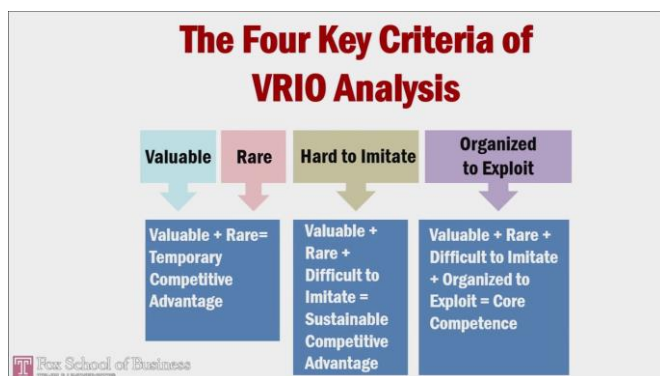 The Four Key Criteria of
VRIO Analysis
Valuable
Rare
Hard to Imitate
Organized
to Exploit
Valuable + Rare=
Temporary
Competitive
Advantage
Valuable +
Rare +
Difficult to
Imitate =
Sustainable
Competitive
Advantage
Valuable + Rare +
Difficult to Imitate
+ Organized to
Exploit = Core
Competence
Fox School of Business